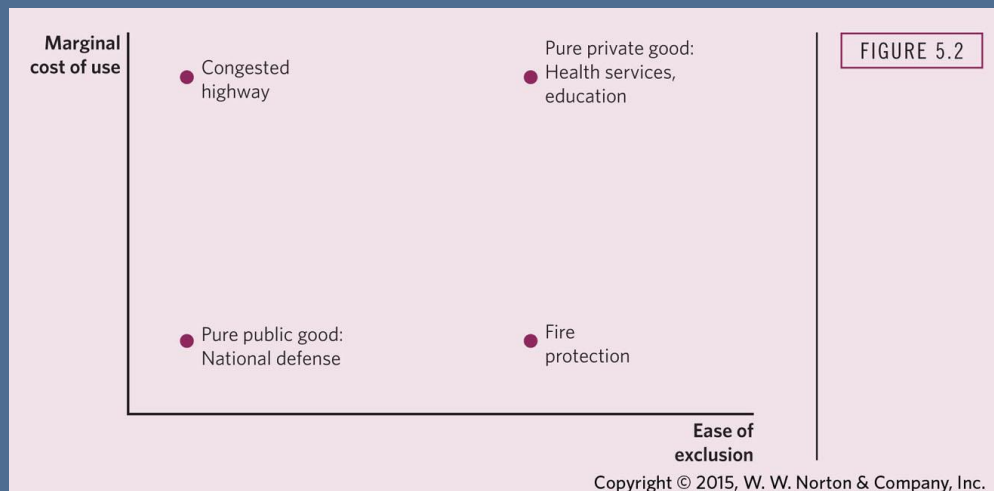 Marginal
cost of use
Congested
highway
Pure private good:
Health services,
education
FIGURE 5.2
Pure public good:
National defense
Fire
protection
Ease of
exclusion
Copyright © 2015, W. W. Norton & Company, Inc.